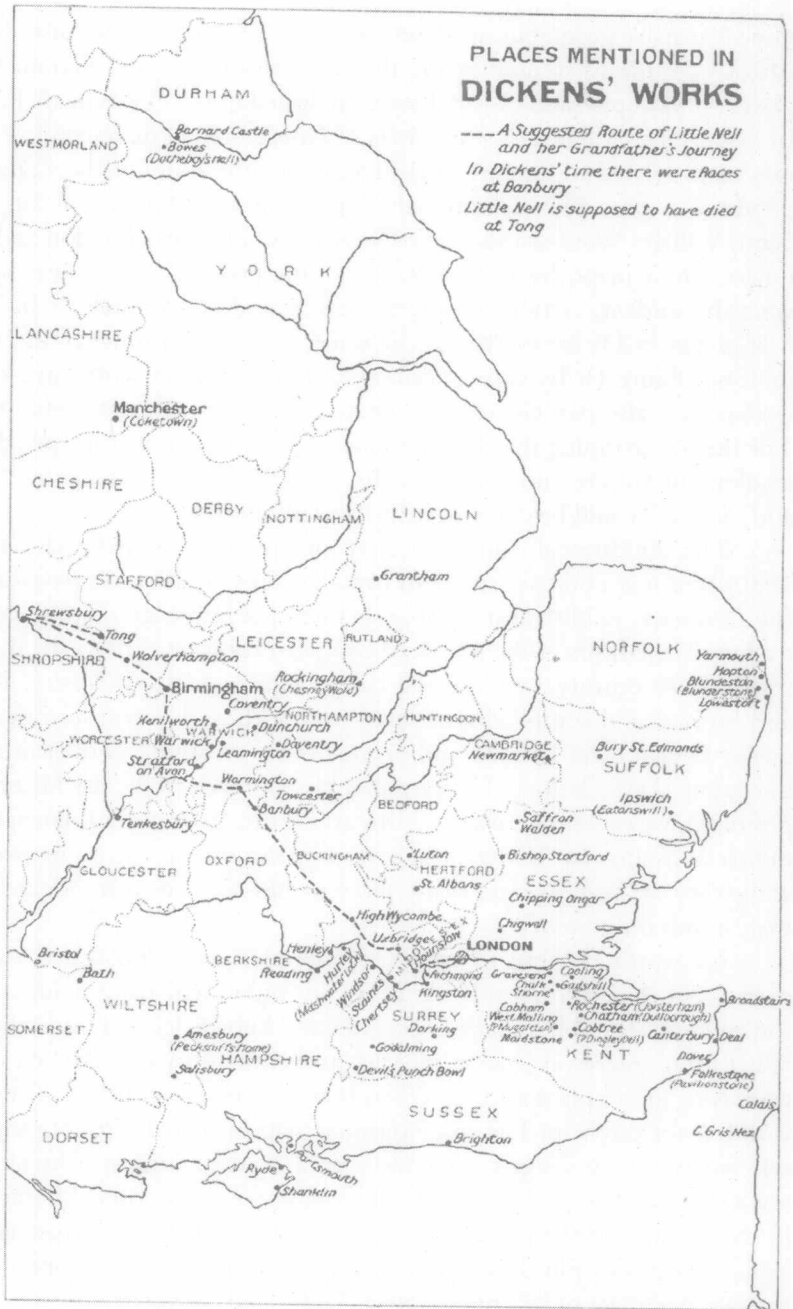 PLACES MENTIONED IN
DICKENS' WORKS
---- A Suggested Route of Little Nell
and her Grandfather's Journey
In Dickens' time there were Races
at Banbury
Little Nell is supposed to have died
at Tong
DURHAM
Barnard Castle
WESTMORLAND
Bowes
(Dotheboys Hall)
YORK
LANCASHIRE
Manchester
(Coketown)
CHESHIRE
DERBY
NOTTINGHAM
LINCOLN
STAFFORD
Grantham
Shrewsbury
Tong
SHROPSHIRE
Wolverhampton
LEICESTER
RUTLAND
NORFOLK
Yarmouth
Hopton
Blundeston
(Blunderstone)
Lowestoft
Birmingham
Rockingham
(Chesney Wold)
Coventry
Kenilworth
WARWICK
Dunchurch
NORTHAMPTON
HUNTINGDON
WORCESTER
Warwick
Leamington
Daventry
CAMBRIDGE
Newmarket
Bury St. Edmonds
SUFFOLK
Stratford
on Avon
Warmington
Towcester
Banbury
BEDFORD
Ipswich
(Eatanswill)
Tenkesbury
Saffron
Walden
GLOUCESTER
OXFORD
BUCKINGHAM
Luton
HERTFORD
St. Albans
Bishop Stortford
ESSEX
Chipping Ongar
High Wycombe
Chigwell
Uxbridge
MIDDLESEX
Hounslow
LONDON
Bristol
Bath
BERKSHIRE
Henley
Reading
Hurley
(Mashwaterlock)
Windsor
Staines
Chertsey
Richmond
Kingston
Gravesend
Chalk
Shorne
Cooling
Gadshill
Rochester (Cloisterham)
Chatham (Dullborough)
Broadstairs
WILTSHIRE
SURREY
Dorking
Cobham
West Malling
(?Muggleton)
Maidstone
Cobtree
(?Dingley Dell)
Canterbury
Deal
SOMERSET
Amesbury
(Pecksniff's Home)
HAMPSHIRE
Godalming
KENT
Dover
Salisbury
Devil's Punch Bowl
Folkestone
(Pavilionstone)
SUSSEX
Calais
DORSET
Brighton
C. Gris Nez
Portsmouth
Ryde
Shanklin